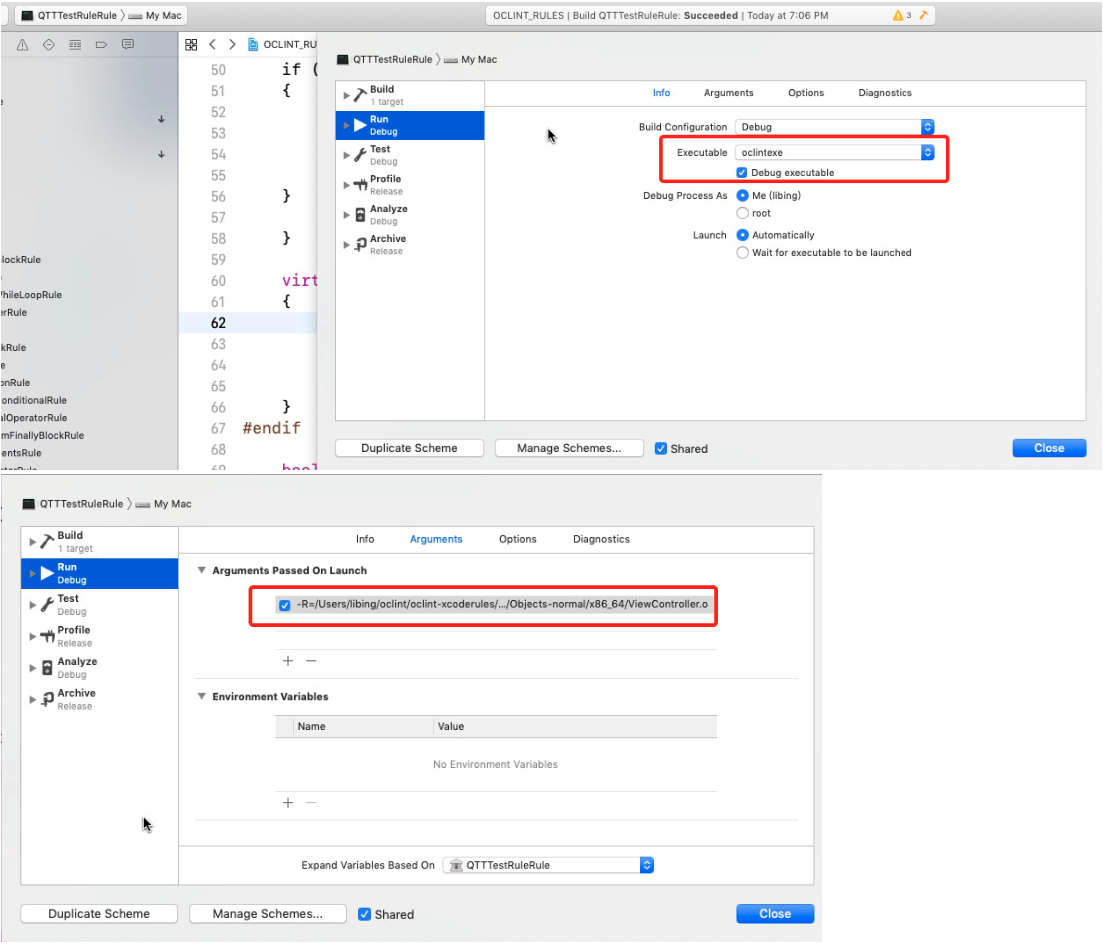 QTTTestRuleRule 〉 My Mac
OCLINT_RULES | Build QTTTestRuleRule: Succeeded | Today at 7:06 PM
3
OCLINT_RU
50 if (
51 {
52
53
54
55
56 }
57
58 }
59
60 virt
61 {
62
63
64
65
66 }
67 #endif
68
69 bool
lockRule
hileLoopRule
erRule
kRule
e
onRule
onditionalRule
alOperatorRule
mFinallyBlockRule
entsRule
QTTTestRuleRule 〉 My Mac
Build
1 target
Run
Debug
Test
Debug
Profile
Release
Analyze
Debug
Archive
Release
Info Arguments Options Diagnostics
Build Configuration Debug
Executable oclintexe
Debug executable
Debug Process As Me (libing)
root
Launch Automatically
Wait for executable to be launched
Duplicate Scheme Manage Schemes... Shared Close
QTTTestRuleRule 〉 My Mac
Build
1 target
Run
Debug
Test
Debug
Profile
Release
Analyze
Debug
Archive
Release
Info Arguments Options Diagnostics
Arguments Passed On Launch
-R=/Users/libing/oclint/oclint-xcoderules/.../Objects-normal/x86_64/ViewController.o
Environment Variables
Name Value
No Environment Variables
Expand Variables Based On QTTTestRuleRule
Duplicate Scheme Manage Schemes... Shared Close